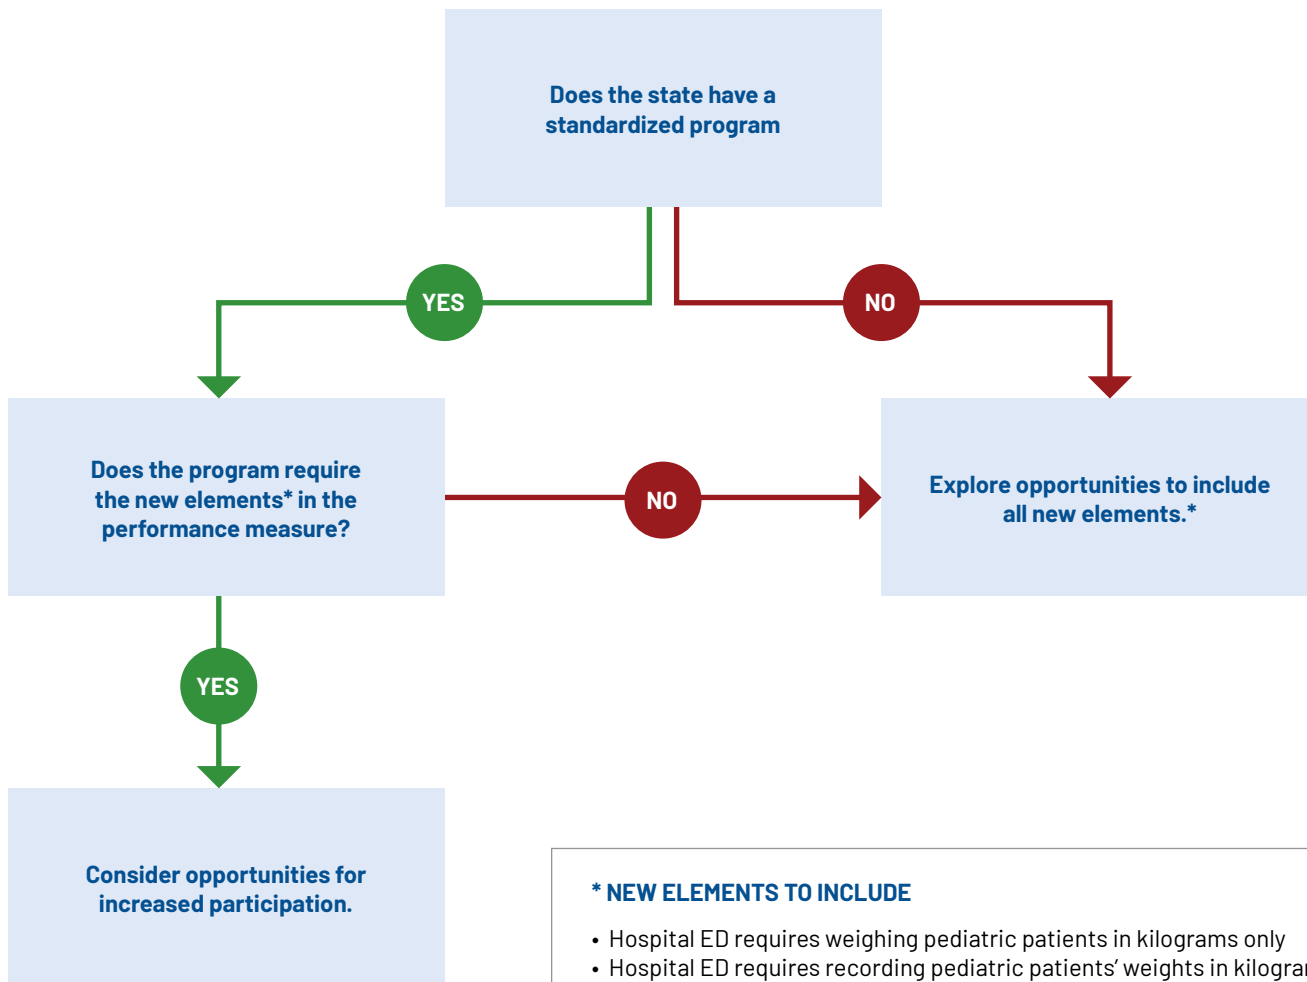 Does the state have a
standardized program
YES
NO
Does the program require
the new elements* in the
performance measure?
NO
Explore opportunities to include
all new elements.*
YES
Consider opportunities for
increased participation.
* NEW ELEMENTS TO INCLUDE
• Hospital ED requires weighing pediatric patients in kilograms only
• Hospital ED requires recording pediatric patients’ weights in